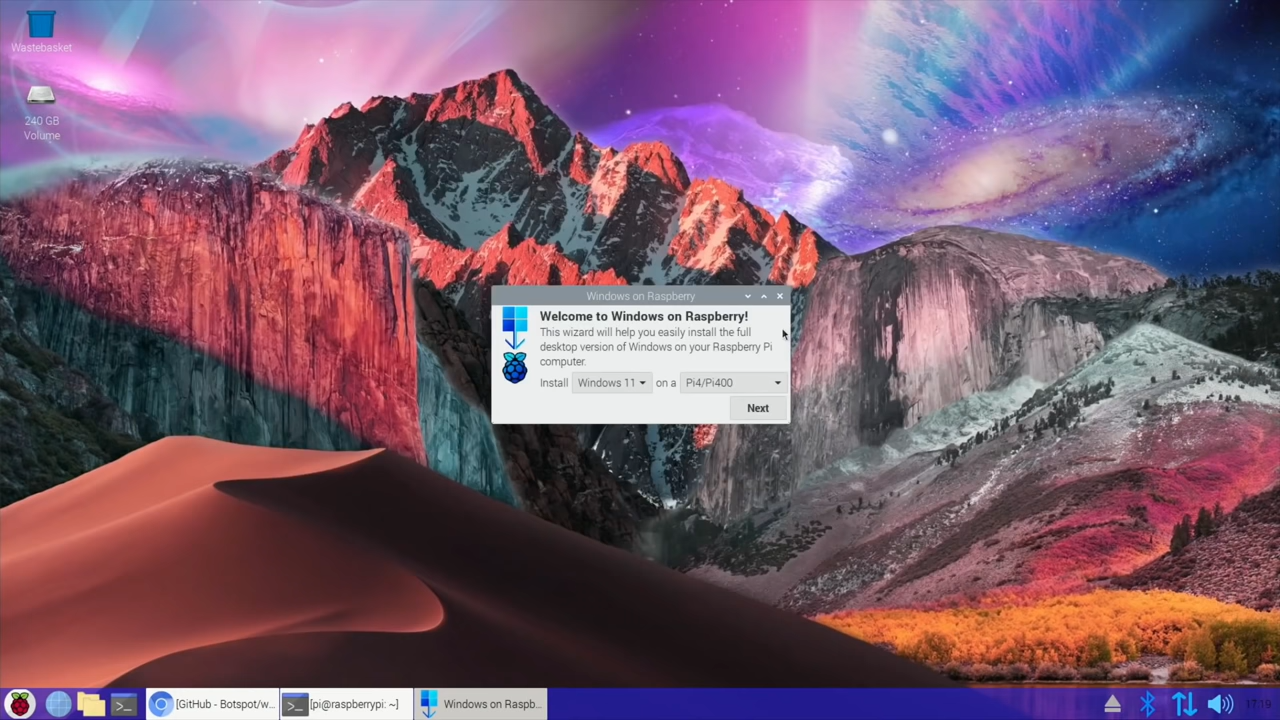 Wastebasket
240 GB
Volume
Windows on Raspberry
Welcome to Windows on Raspberry!
This wizard will help you easily install the full
desktop version of Windows on your Raspberry Pi
computer.
Install Windows 11 on a Pi4/Pi400
Next
[GitHub - Botspot/w... [pi@raspberrypi: ~] Windows on Raspb... 17:19